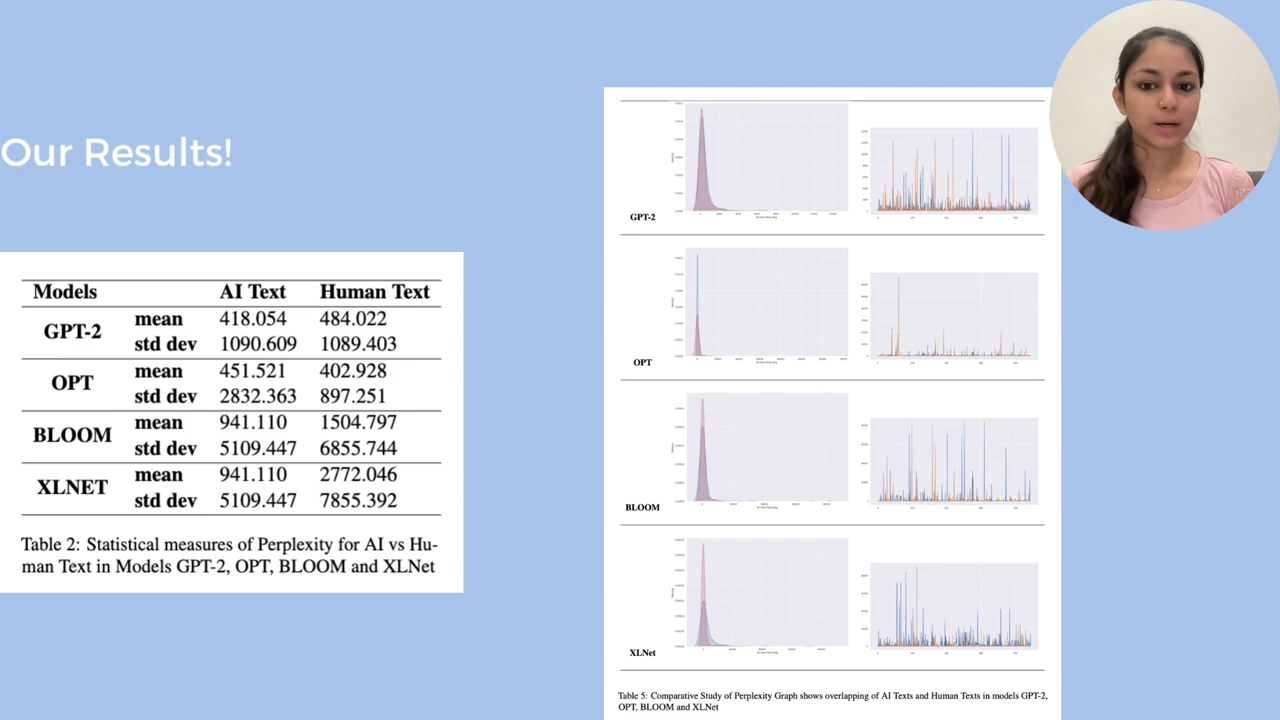 Our Results!
Models AI Text Human Text
GPT-2 mean 418.054 484.022
std dev 1090.609 1089.403
OPT mean 451.521 402.928
std dev 2832.363 897.251
BLOOM mean 941.110 1504.797
std dev 5109.447 6855.744
XLNET mean 941.110 2772.046
std dev 5109.447 7855.392
Table 2: Statistical measures of Perplexity for AI vs Hu-
man Text in Models GPT-2, OPT, BLOOM and XLNet
GPT-2
OPT
BLOOM
XLNet
Table 5: Comparative Study of Perplexity Graph shows overlapping of AI Texts and Human Texts in models GPT-2,
OPT, BLOOM and XLNet